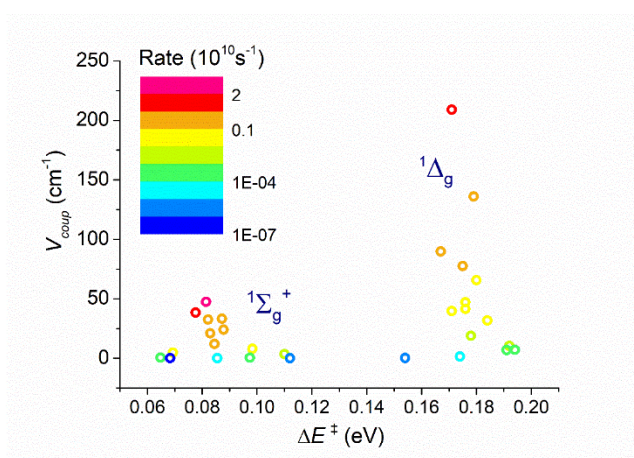 Rate (10¹⁰s⁻¹)
2
0.1
1E-04
1E-07
¹Δg
¹Σg⁺
250
200
150
100
50
0
V coup (cm⁻¹)
0.06 0.08 0.10 0.12 0.14 0.16 0.18 0.20
ΔE ‡ (eV)